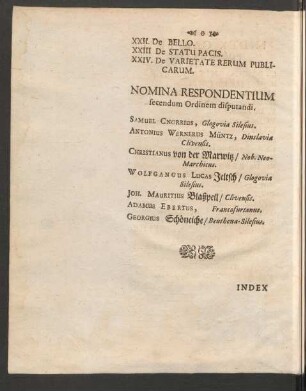 XXII. De BELLO.
XXIII De STATU PACIS.
XXIV. De VARIETATE RERUM PUBLI-
CARUM.
NOMINA RESPONDENTIUM
secundum Ordinem disputandi.
SAMUEL CNORRIUS, Glogovia Silesius.
ANTONIUS WERNERUS MÜNTZ, Dinslavia
Clivensis.
CHRISTIANUS von der Marwitz / Nob. Neo-
Marchicus.
WOLFGANGUS LUCAS Jeltsch / Glogovia
Silesius.
JOH. MAURITIUS Blaspeil / Clivensis.
ADAMUS EBERTUS, Francofurtanus.
GEORGIUS Schöneiche / Beuthena-Silesius.
INDEX